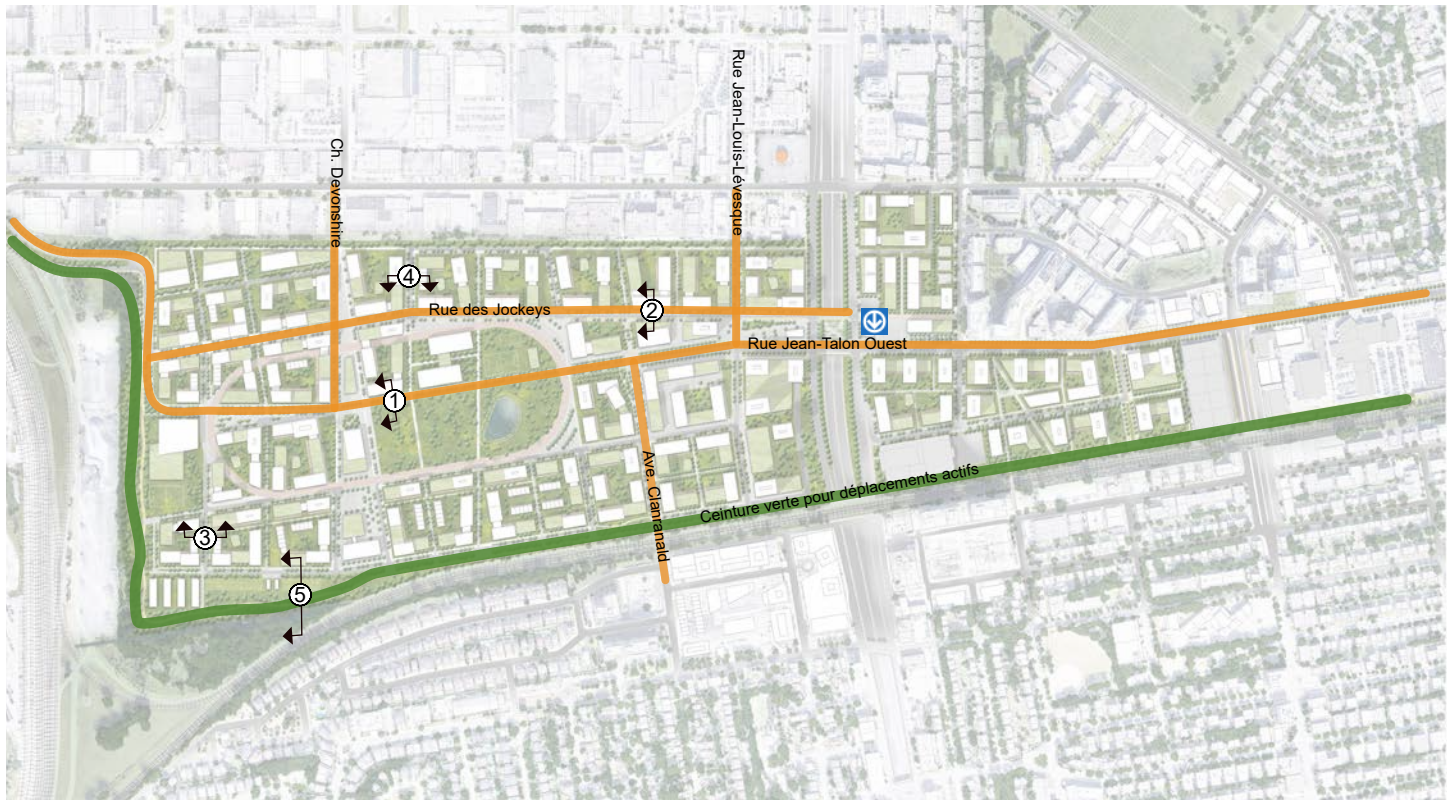 Rue Jean-Louis-Lévesque
Ch. Devonshire
4
Rue des Jockeys
2
Rue Jean-Talon Ouest
1
Ave. Clanranald
Ceinture verte pour déplacements actifs
3
5